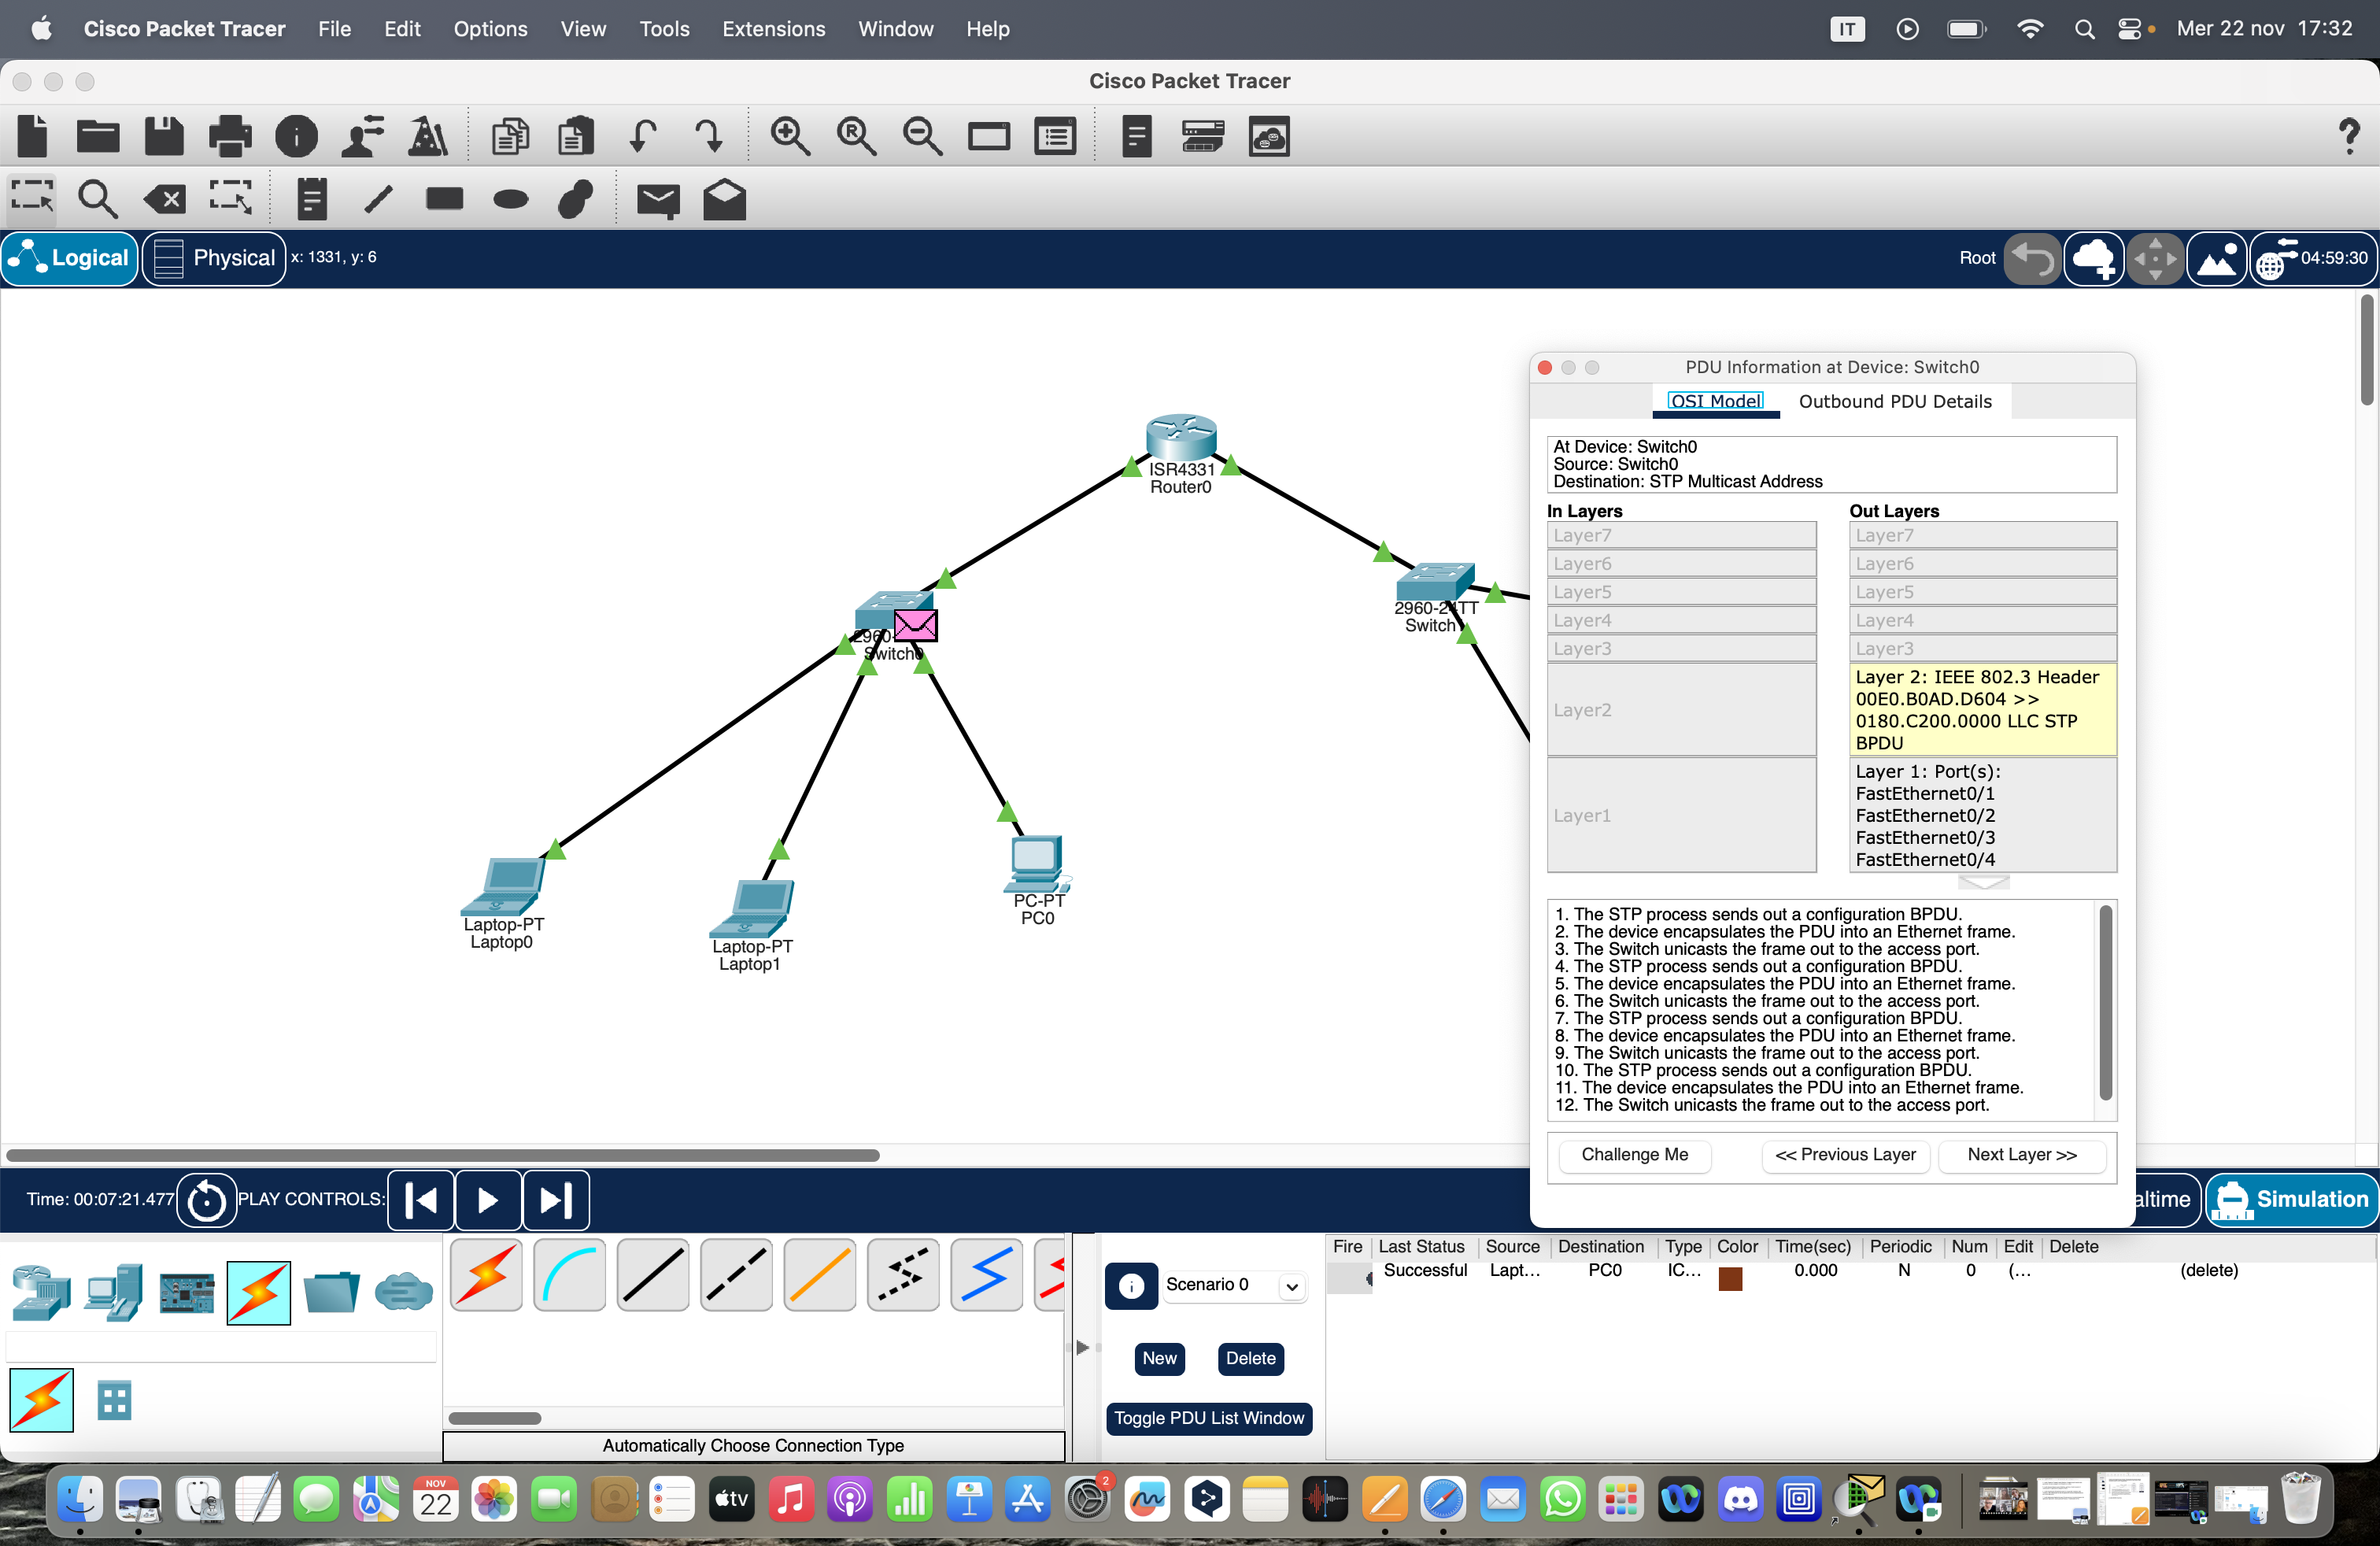 Cisco Packet Tracer File Edit Options View Tools Extensions Window Help IT Mer 22 nov 17:32
Cisco Packet Tracer
Logical Physical x: 1331, y: 6 Root 04:59:30
PDU Information at Device: Switch0
OSI Model Outbound PDU Details
At Device: Switch0
Source: Switch0
Destination: STP Multicast Address
In Layers Out Layers
Layer7 Layer7
Layer6 Layer6
Layer5 Layer5
Layer4 Layer4
Layer3 Layer3
Layer2
Layer 2: IEEE 802.3 Header
00E0.B0AD.D604 >>
0180.C200.0000 LLC STP
BPDU
Layer1
Layer 1: Port(s):
FastEthernet0/1
FastEthernet0/2
FastEthernet0/3
FastEthernet0/4
1. The STP process sends out a configuration BPDU.
2. The device encapsulates the PDU into an Ethernet frame.
3. The Switch unicasts the frame out to the access port.
4. The STP process sends out a configuration BPDU.
5. The device encapsulates the PDU into an Ethernet frame.
6. The Switch unicasts the frame out to the access port.
7. The STP process sends out a configuration BPDU.
8. The device encapsulates the PDU into an Ethernet frame.
9. The Switch unicasts the frame out to the access port.
10. The STP process sends out a configuration BPDU.
11. The device encapsulates the PDU into an Ethernet frame.
12. The Switch unicasts the frame out to the access port.
Challenge Me << Previous Layer Next Layer >>
ISR4331
Router0
2960-
Switch0
2960-24TT
Switch
Laptop-PT
Laptop0
Laptop-PT
Laptop1
PC-PT
PC0
Time: 00:07:21.477 PLAY CONTROLS: altime Simulation
Fire Last Status Source Destination Type Color Time(sec) Periodic Num Edit Delete
Successful Lapt... PC0 IC... 0.000 N 0 (... (delete)
Scenario 0
New Delete
Toggle PDU List Window
Automatically Choose Connection Type
NOV
22
tv
2